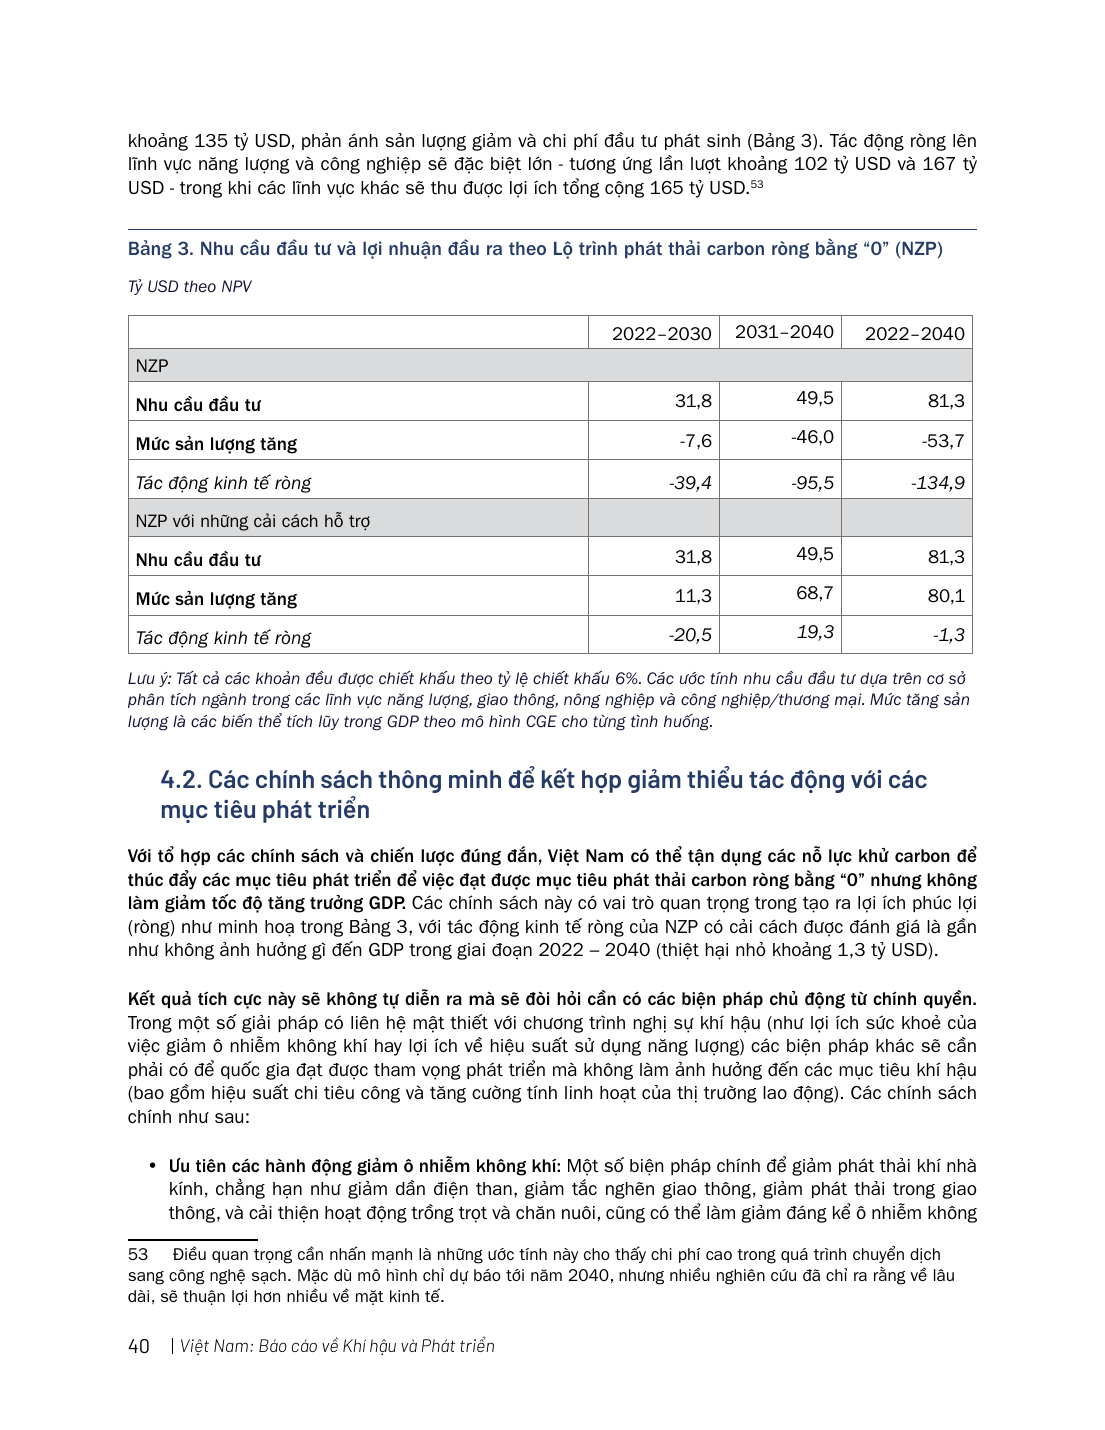 khoảng 135 tỷ USD, phản ánh sản lượng giảm và chi phí đầu tư phát sinh (Bảng 3). Tác động ròng lên
lĩnh vực năng lượng và công nghiệp sẽ đặc biệt lớn - tương ứng lần lượt khoảng 102 tỷ USD và 167 tỷ
USD - trong khi các lĩnh vực khác sẽ thu được lợi ích tổng cộng 165 tỷ USD.53
Bảng 3. Nhu cầu đầu tư và lợi nhuận đầu ra theo Lộ trình phát thải carbon ròng bằng “0” (NZP)
Tỷ USD theo NPV
2022–2030 2031–2040 2022–2040
NZP
Nhu cầu đầu tư 31,8 49,5 81,3
Mức sản lượng tăng -7,6 -46,0 -53,7
Tác động kinh tế ròng -39,4 -95,5 -134,9
NZP với những cải cách hỗ trợ
Nhu cầu đầu tư 31,8 49,5 81,3
Mức sản lượng tăng 11,3 68,7 80,1
Tác động kinh tế ròng -20,5 19,3 -1,3
Lưu ý: Tất cả các khoản đều được chiết khấu theo tỷ lệ chiết khấu 6%. Các ước tính nhu cầu đầu tư dựa trên cơ sở
phân tích ngành trong các lĩnh vực năng lượng, giao thông, nông nghiệp và công nghiệp/thương mại. Mức tăng sản
lượng là các biến thể tích lũy trong GDP theo mô hình CGE cho từng tình huống.
4.2. Các chính sách thông minh để kết hợp giảm thiểu tác động với các
mục tiêu phát triển
Với tổ hợp các chính sách và chiến lược đúng đắn, Việt Nam có thể tận dụng các nỗ lực khử carbon để
thúc đẩy các mục tiêu phát triển để việc đạt được mục tiêu phát thải carbon ròng bằng “0” nhưng không
làm giảm tốc độ tăng trưởng GDP. Các chính sách này có vai trò quan trọng trong tạo ra lợi ích phúc lợi
(ròng) như minh hoạ trong Bảng 3, với tác động kinh tế ròng của NZP có cải cách được đánh giá là gần
như không ảnh hưởng gì đến GDP trong giai đoạn 2022 – 2040 (thiệt hại nhỏ khoảng 1,3 tỷ USD).
Kết quả tích cực này sẽ không tự diễn ra mà sẽ đòi hỏi cần có các biện pháp chủ động từ chính quyền.
Trong một số giải pháp có liên hệ mật thiết với chương trình nghị sự khí hậu (như lợi ích sức khoẻ của
việc giảm ô nhiễm không khí hay lợi ích về hiệu suất sử dụng năng lượng) các biện pháp khác sẽ cần
phải có để quốc gia đạt được tham vọng phát triển mà không làm ảnh hưởng đến các mục tiêu khí hậu
(bao gồm hiệu suất chi tiêu công và tăng cường tính linh hoạt của thị trường lao động). Các chính sách
chính như sau:
• Ưu tiên các hành động giảm ô nhiễm không khí: Một số biện pháp chính để giảm phát thải khí nhà
kính, chẳng hạn như giảm dần điện than, giảm tắc nghẽn giao thông, giảm phát thải trong giao
thông, và cải thiện hoạt động trồng trọt và chăn nuôi, cũng có thể làm giảm đáng kể ô nhiễm không
53 Điều quan trọng cần nhấn mạnh là những ước tính này cho thấy chi phí cao trong quá trình chuyển dịch
sang công nghệ sạch. Mặc dù mô hình chỉ dự báo tới năm 2040, nhưng nhiều nghiên cứu đã chỉ ra rằng về lâu
dài, sẽ thuận lợi hơn nhiều về mặt kinh tế.
40 | Việt Nam: Báo cáo về Khí hậu và Phát triển